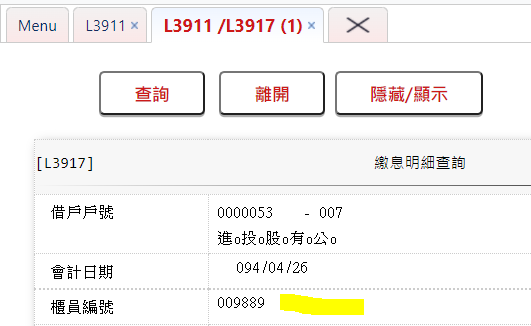 Menu L3911 × L3911 /L3917 (1) ×
查詢 離開 隱藏/顯示
[L3917] 繳息明細查詢
借戶戶號 0000053 - 007
進o投o股o有o公o
會計日期 094/04/26
櫃員編號 009889